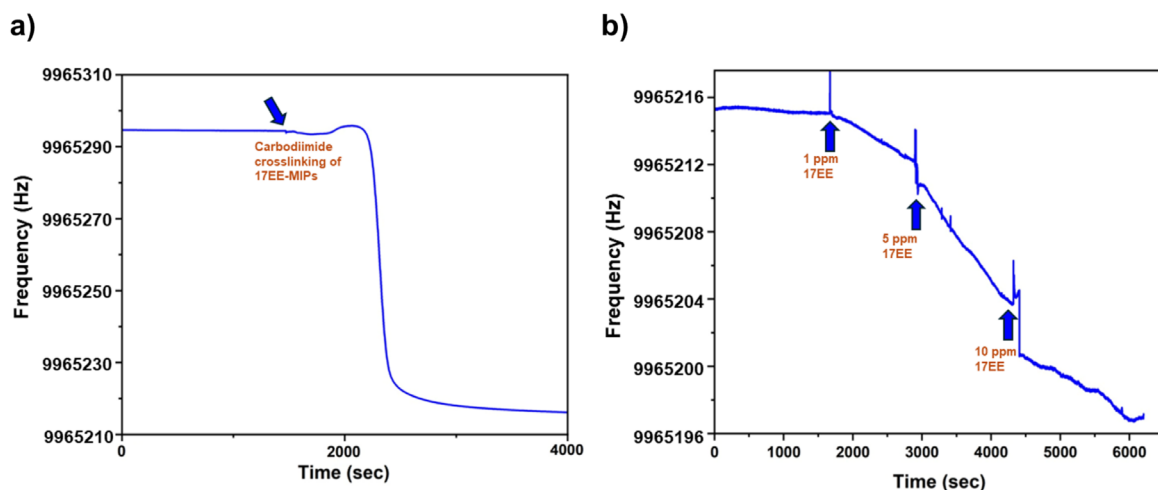 a)
Frequency (Hz)
9965310
9965290
9965270
9965250
9965230
9965210
Carbodiimide
crosslinking of
17EE-MIPs
0
2000
4000
Time (sec)
b)
Frequency (Hz)
9965216
9965212
9965208
9965204
9965200
9965196
1 ppm
17EE
5 ppm
17EE
10 ppm
17EE
0
1000
2000
3000
4000
5000
6000
Time (sec)